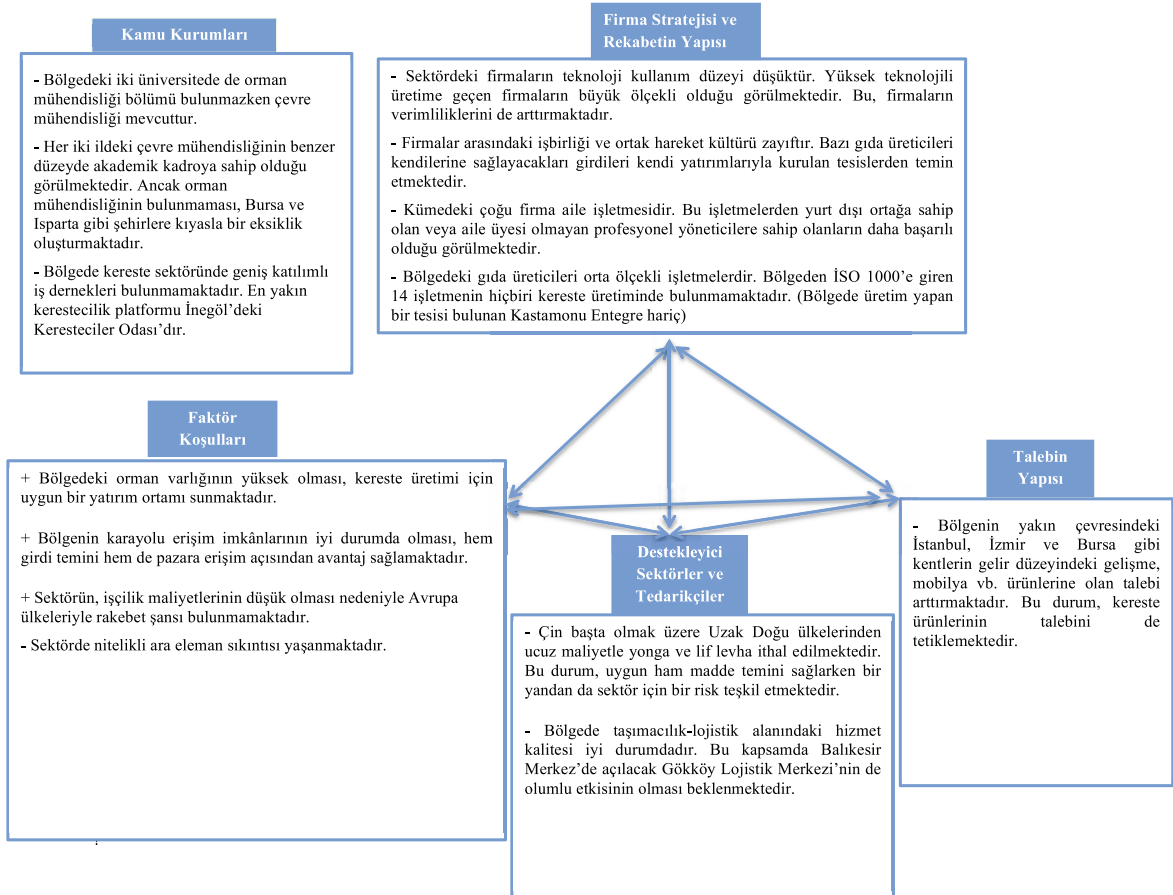 Kamu Kurumları
- Bölgedeki iki üniversitede de orman
mühendisliği bölümü bulunmazken çevre
mühendisliği mevcuttur.
- Her iki ildeki çevre mühendisliğinin benzer
düzeyde akademik kadroya sahip olduğu
görülmektedir. Ancak orman
mühendisliğinin bulunmaması, Bursa ve
Isparta gibi şehirlere kıyasla bir eksiklik
oluşturmaktadır.
- Bölgede kereste sektöründe geniş katılımlı
iş dernekleri bulunmamaktadır. En yakın
kerestecilik platformu İnegöl’deki
Keresteciler Odası’dır.
Firma Stratejisi ve
Rekabetin Yapısı
- Sektördeki firmaların teknoloji kullanım düzeyi düşüktür. Yüksek teknolojili
üretime geçen firmaların büyük ölçekli olduğu görülmektedir. Bu, firmaların
verimliliklerini de arttırmaktadır.
- Firmalar arasındaki işbirliği ve ortak hareket kültürü zayıftır. Bazı gıda üreticileri
kendilerine sağlayacakları girdileri kendi yatırımlarıyla kurulan tesislerden temin
etmektedir.
- Kümedeki çoğu firma aile işletmesidir. Bu işletmelerden yurt dışı ortağa sahip
olan veya aile üyesi olmayan profesyonel yöneticilere sahip olanların daha başarılı
olduğu görülmektedir.
- Bölgedeki gıda üreticileri orta ölçekli işletmelerdir. Bölgeden İSO 1000’e giren
14 işletmenin hiçbiri kereste üretiminde bulunmamaktadır. (Bölgede üretim yapan
bir tesisi bulunan Kastamonu Entegre hariç)
Faktör
Koşulları
+ Bölgedeki orman varlığının yüksek olması, kereste üretimi için
uygun bir yatırım ortamı sunmaktadır.
+ Bölgenin karayolu erişim imkânlarının iyi durumda olması, hem
girdi temini hem de pazara erişim açısından avantaj sağlamaktadır.
+ Sektörün, işçilik maliyetlerinin düşük olması nedeniyle Avrupa
ülkeleriyle rakebet şansı bulunmamaktadır.
- Sektörde nitelikli ara eleman sıkıntısı yaşanmaktadır.
Destekleyici
Sektörler ve
Tedarikçiler
- Çin başta olmak üzere Uzak Doğu ülkelerinden
ucuz maliyetle yonga ve lif levha ithal edilmektedir.
Bu durum, uygun ham madde temini sağlarken bir
yandan da sektör için bir risk teşkil etmektedir.
- Bölgede taşımacılık-lojistik alanındaki hizmet
kalitesi iyi durumdadır. Bu kapsamda Balıkesir
Merkez’de açılacak Gökköy Lojistik Merkezi’nin de
olumlu etkisinin olması beklenmektedir.
Talebin
Yapısı
- Bölgenin yakın çevresindeki
İstanbul, İzmir ve Bursa gibi
kentlerin gelir düzeyindeki gelişme,
mobilya vb. ürünlerine olan talebi
arttırmaktadır. Bu durum, kereste
ürünlerinin talebini de
tetiklemektedir.